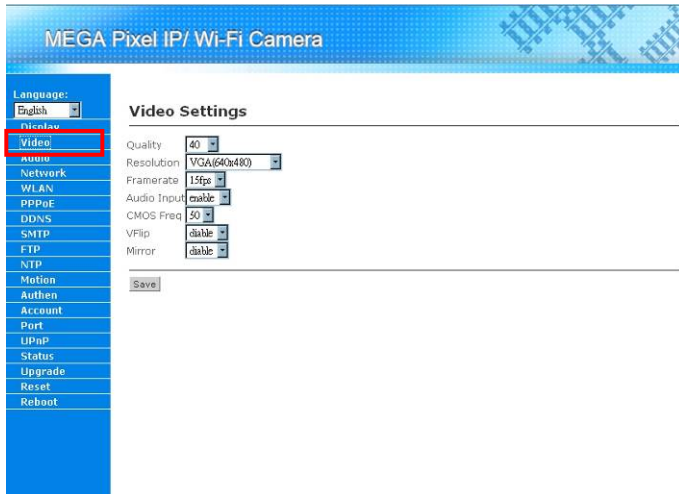 MEGA Pixel IP/ Wi-Fi Camera
Language:
English
Display
Video
Audio
Network
WLAN
PPPoE
DDNS
SMTP
FTP
NTP
Motion
Authen
Account
Port
UPnP
Status
Upgrade
Reset
Reboot
Video Settings
Quality 40
Resolution VGA(640x480)
Framerate 15fps
Audio Input enable
CMOS Freq 50
VFlip diable
Mirror diable
Save